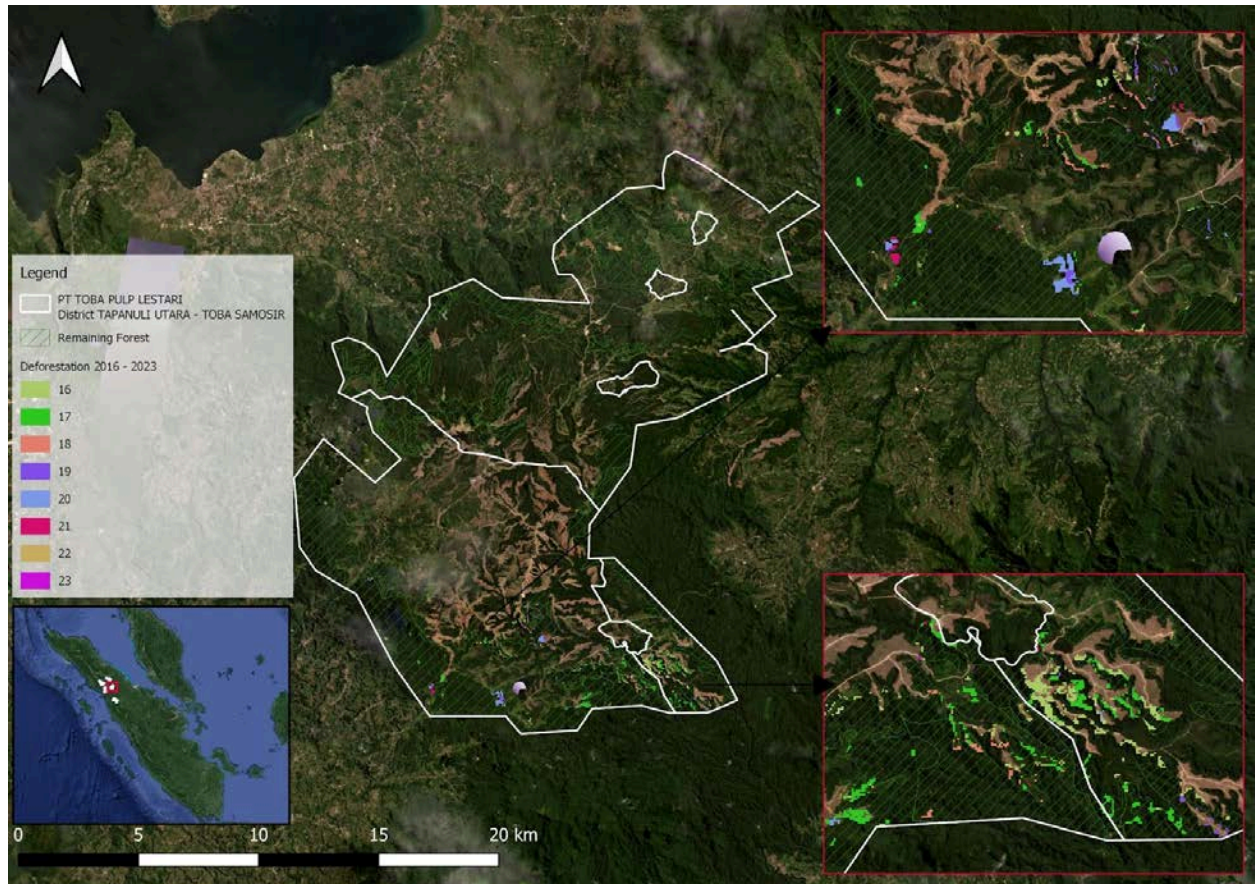 Legend
PT TOBA PULP LESTARI
District TAPANULI UTARA - TOBA SAMOSIR
Remaining Forest
Deforestation 2016 - 2023
16
17
18
19
20
21
22
23
0 5 10 15 20 km